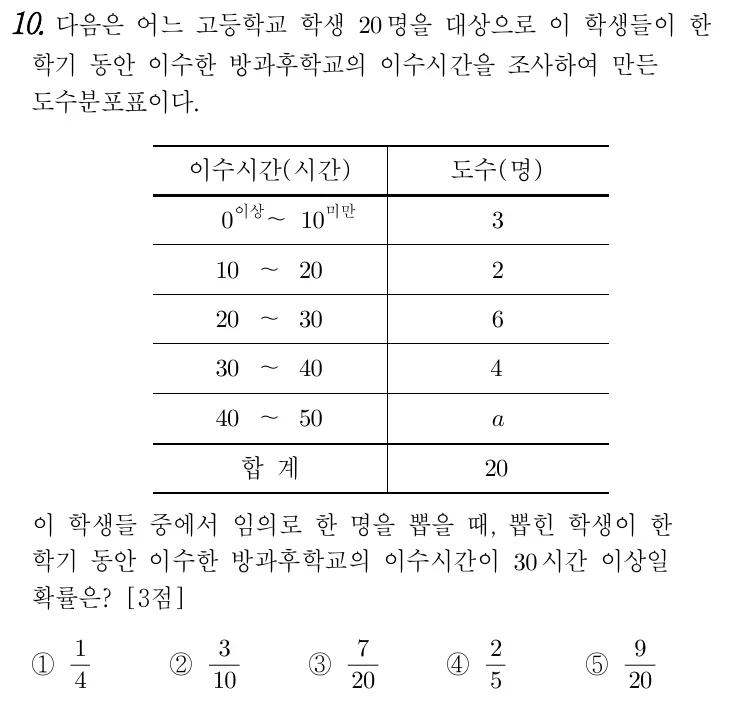 10. 다음은 어느 고등학교 학생 20명을 대상으로 이 학생들이 한
학기 동안 이수한 방과후학교의 이수시간을 조사하여 만든
도수분포표이다.
이수시간(시간) 도수(명)
0이상~ 10미만 3
10 ~ 20 2
20 ~ 30 6
30 ~ 40 4
40 ~ 50 a
합 계 20
이 학생들 중에서 임의로 한 명을 뽑을 때, 뽑힌 학생이 한
학기 동안 이수한 방과후학교의 이수시간이 30시간 이상일
확률은? [3점]
① 1/4 ② 3/10 ③ 7/20 ④ 2/5 ⑤ 9/20